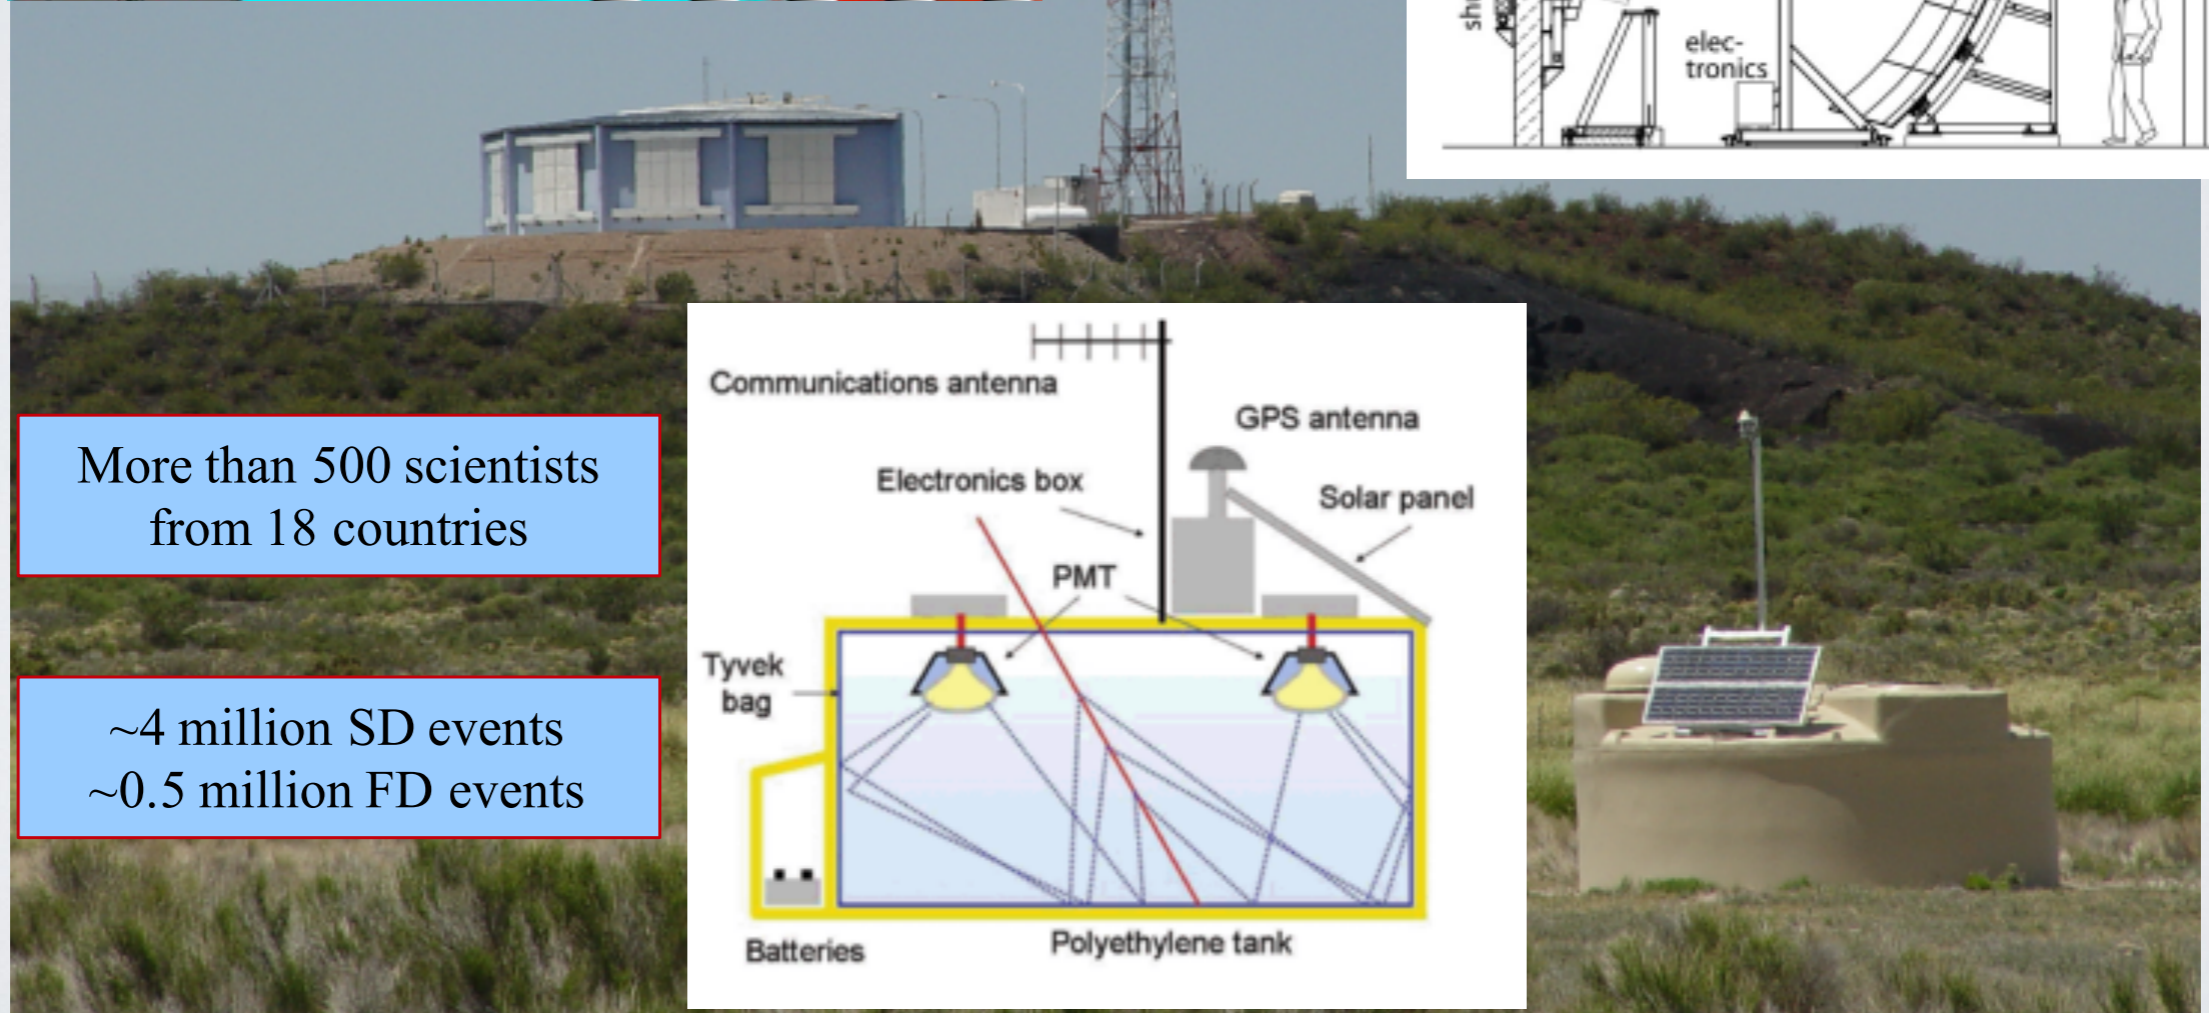 elec-
tronics
Communications antenna
GPS antenna
Electronics box
Solar panel
PMT
Tyvek
bag
Batteries
Polyethylene tank
More than 500 scientists
from 18 countries
~4 million SD events
~0.5 million FD events